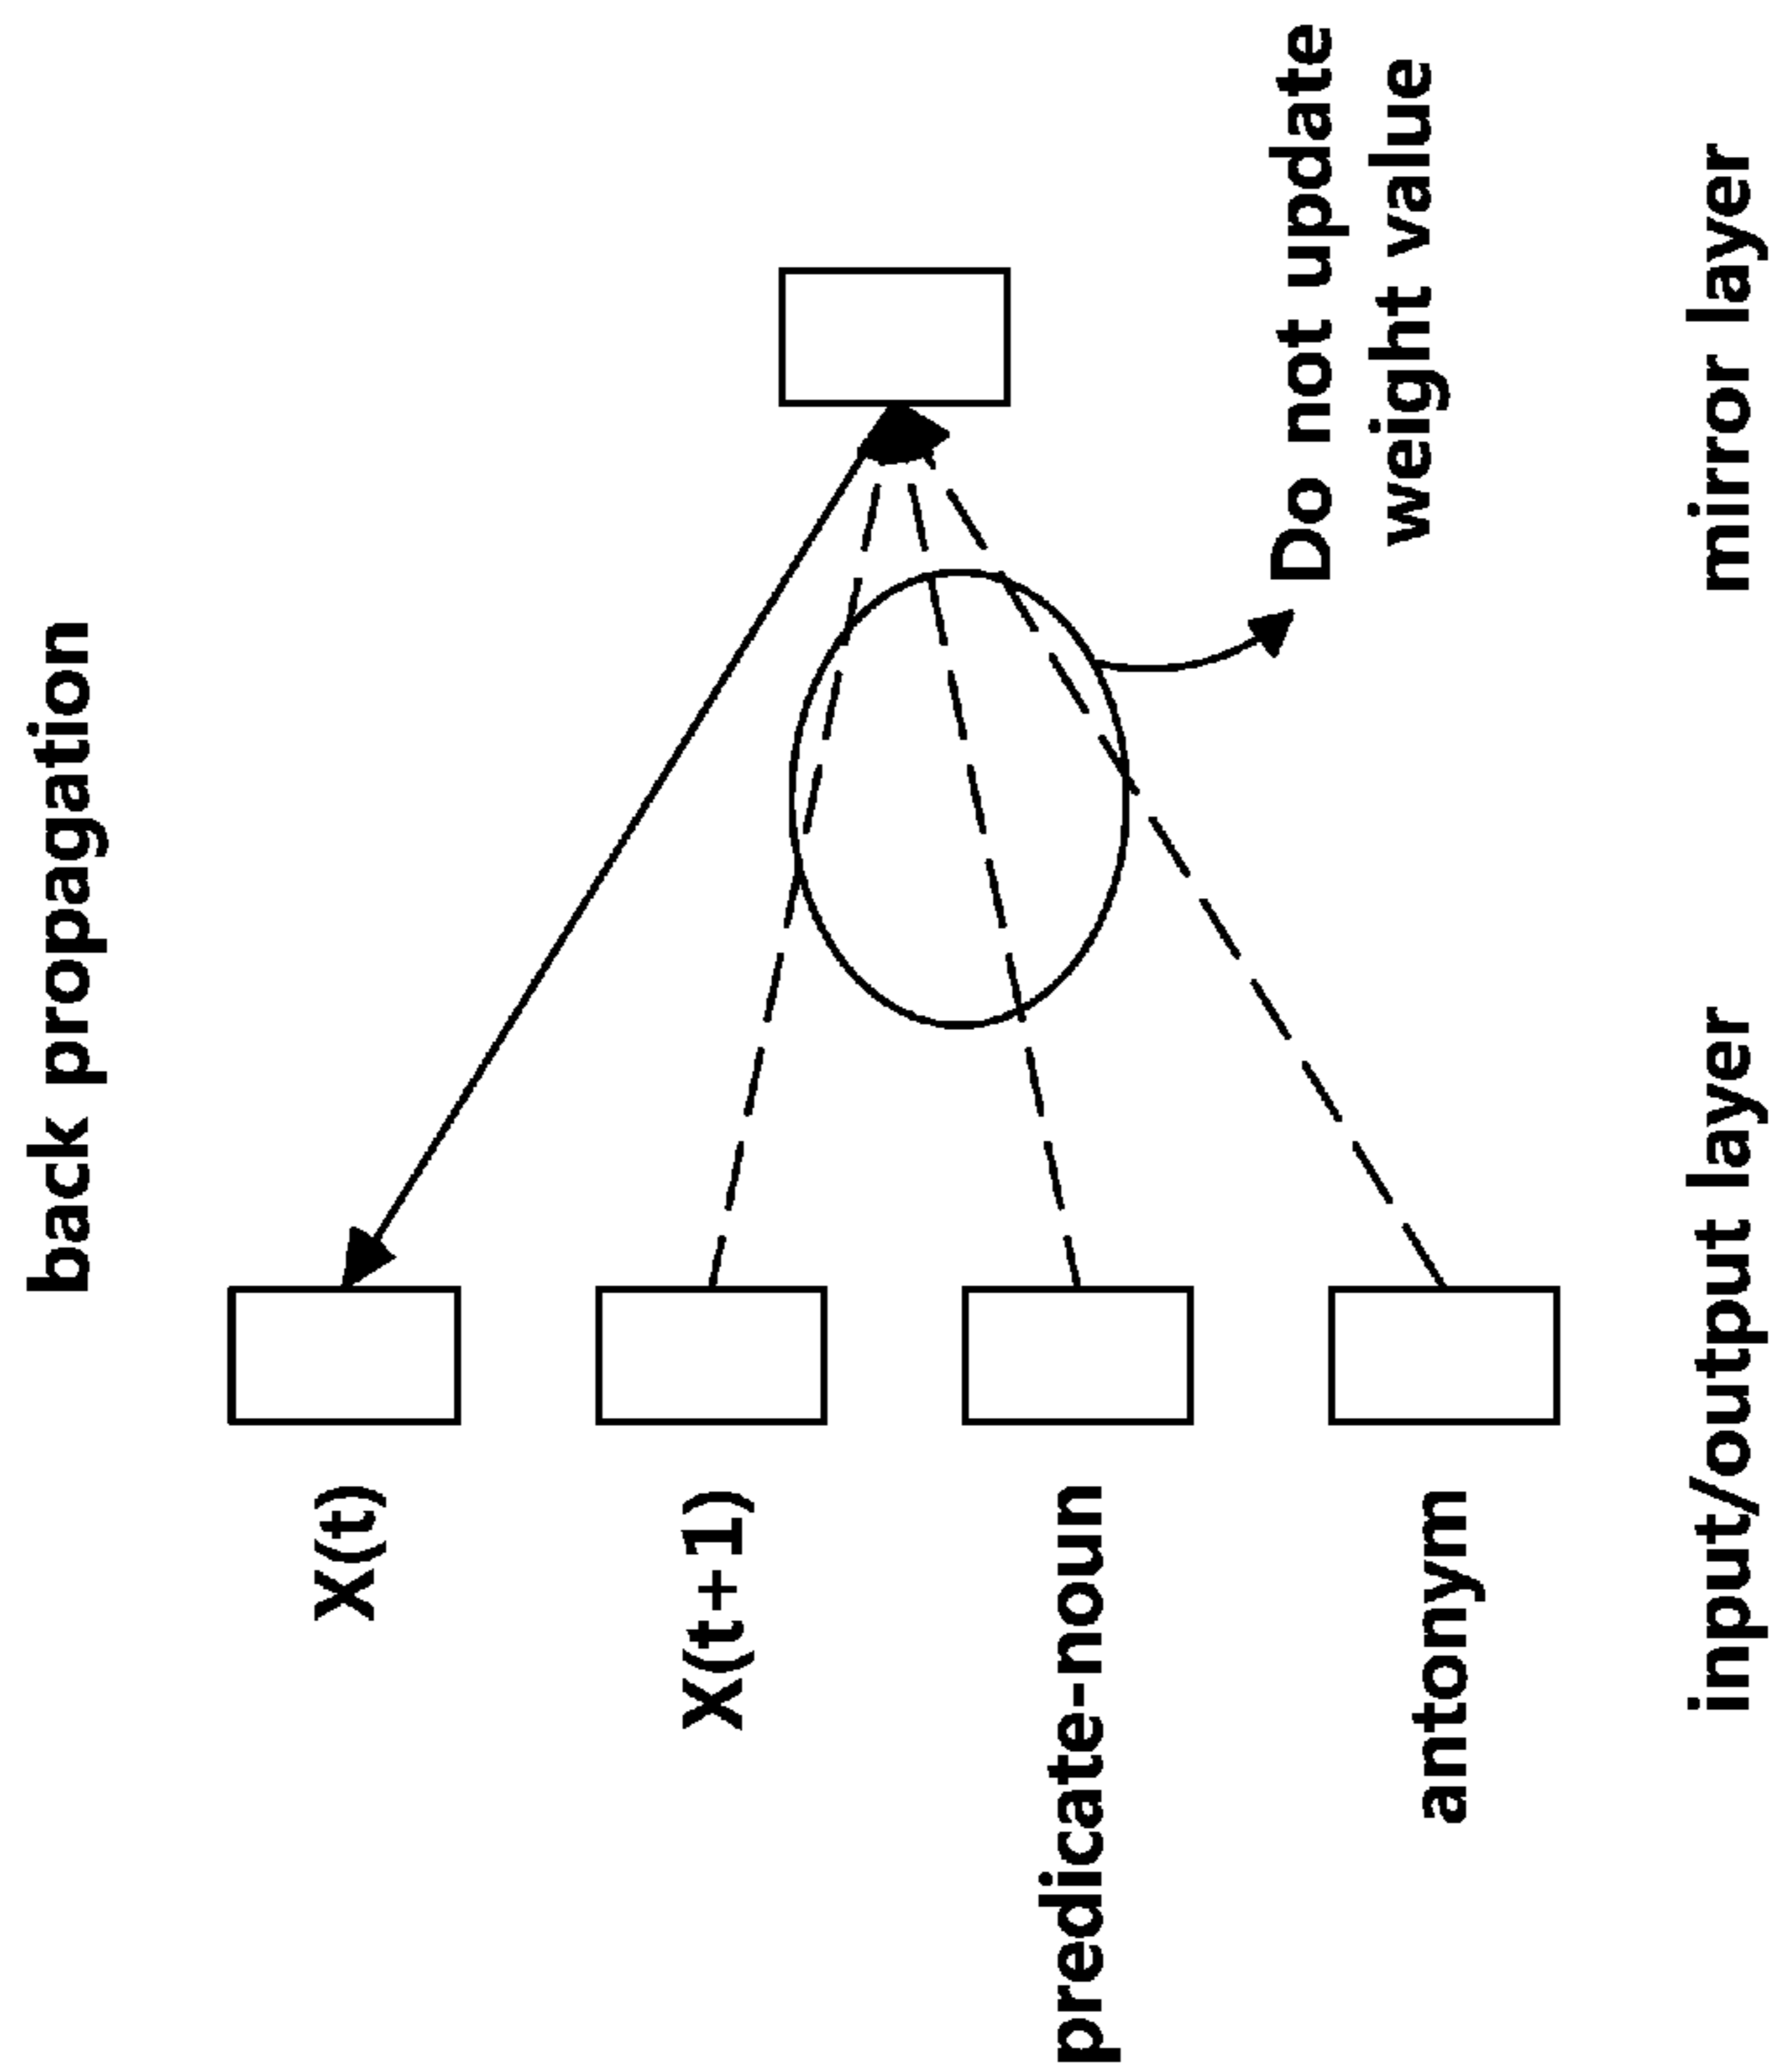 back propagation
X(t)
X(t+1)
predicate-noun
antonym
Do not update
weight value
input/output layer
mirror layer